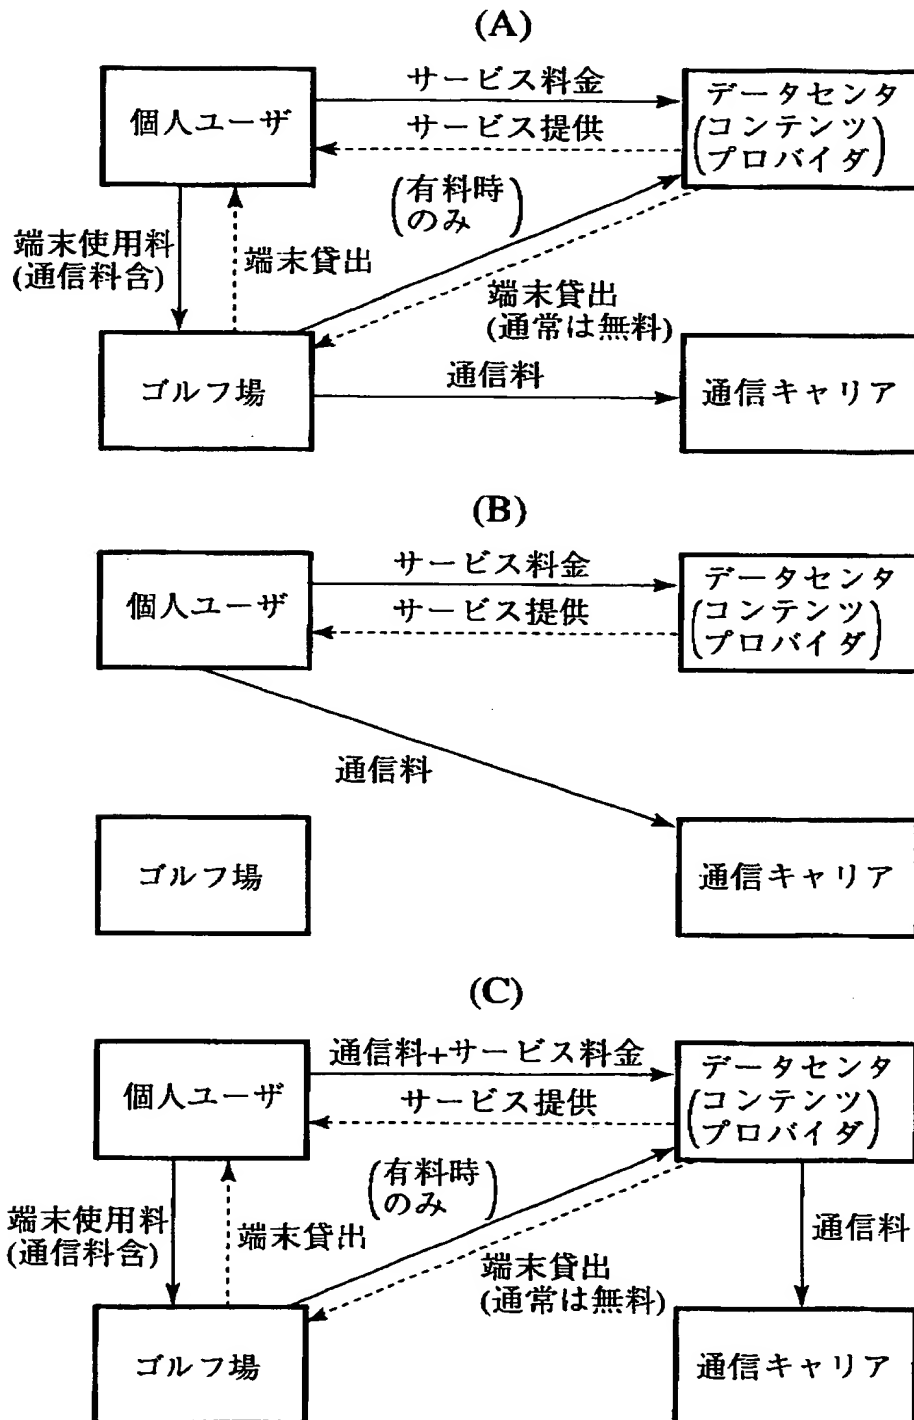 (A)
サービス料金
個人ユーザ
サービス提供
データセンタ
(コンテンツ
プロバイダ)
(有料時
のみ)
端末使用料
(通信料含)
端末貸出
端末貸出
(通常は無料)
ゴルフ場
通信料
通信キャリア
(B)
サービス料金
個人ユーザ
サービス提供
データセンタ
(コンテンツ
プロバイダ)
通信料
ゴルフ場
通信キャリア
(C)
通信料+サービス料金
個人ユーザ
サービス提供
データセンタ
(コンテンツ
プロバイダ)
(有料時
のみ)
端末使用料
(通信料含)
端末貸出
端末貸出
(通常は無料)
通信料
ゴルフ場
通信キャリア